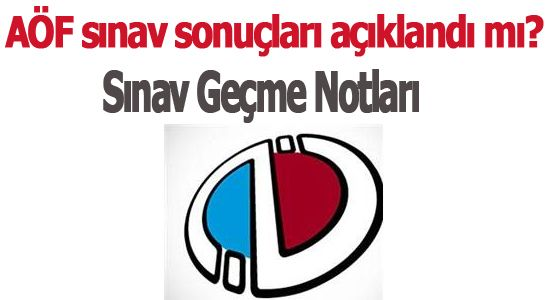 AÖF sınav sonuçları açıklandı mı?
Sınav Geçme Notları